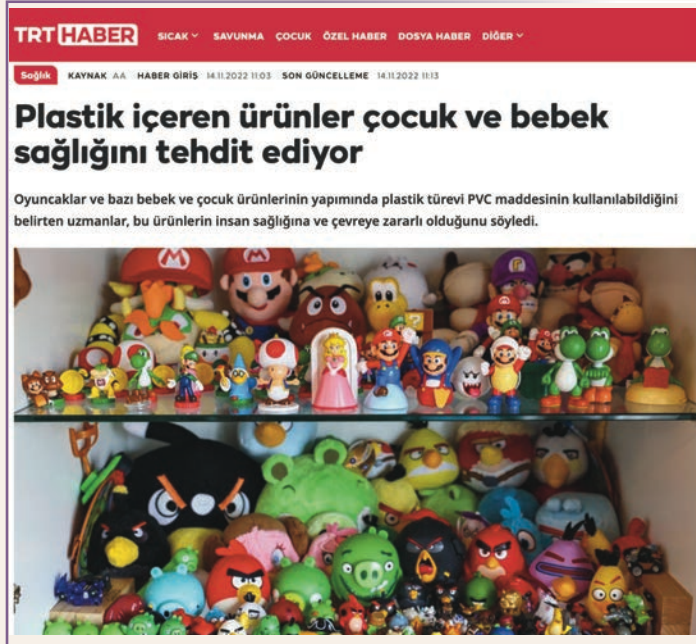 TRT HABER SICAK SAVUNMA ÇOCUK ÖZEL HABER DOSYA HABER DİĞER
Sağlık KAYNAK AA HABER GİRİŞ 14.11.2022 11:03 SON GÜNCELLEME 14.11.2022 11:13
Plastik içeren ürünler çocuk ve bebek
sağlığını tehdit ediyor
Oyuncaklar ve bazı bebek ve çocuk ürünlerinin yapımında plastik türevi PVC maddesinin kullanılabildiğini
belirten uzmanlar, bu ürünlerin insan sağlığına ve çevreye zararlı olduğunu söyledi.